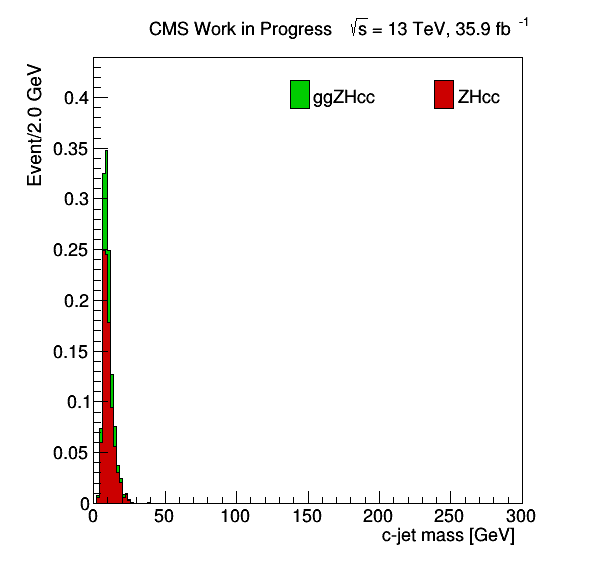 CMS Work in Progress √s = 13 TeV, 35.9 fb -1
Event/2.0 GeV
ggZHcc ZHcc
0.4
0.35
0.3
0.25
0.2
0.15
0.1
0.05
0
0 50 100 150 200 250 300
c-jet mass [GeV]